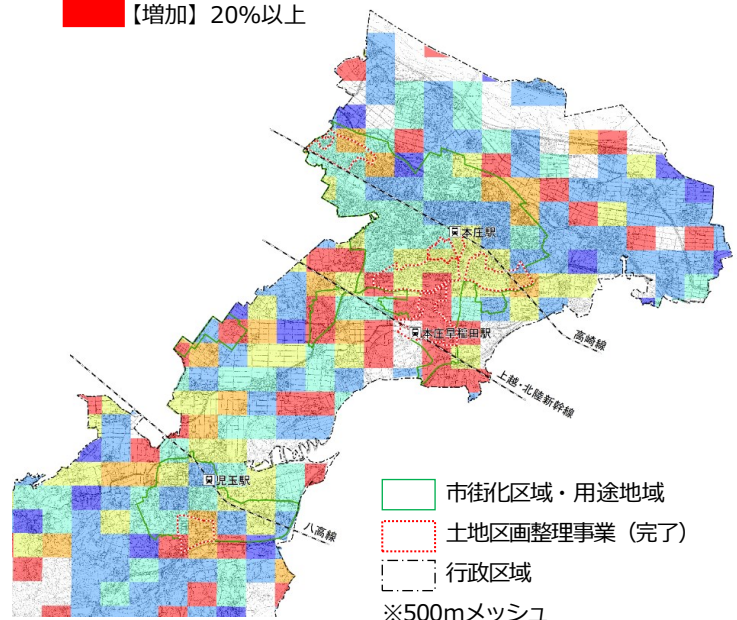 【増加】20%以上
本庄駅
本庄早稲田駅
高崎線
上越・北陸新幹線
児玉駅
八高線
市街化区域・用途地域
土地区画整理事業（完了）
行政区域
※500mメッシュ